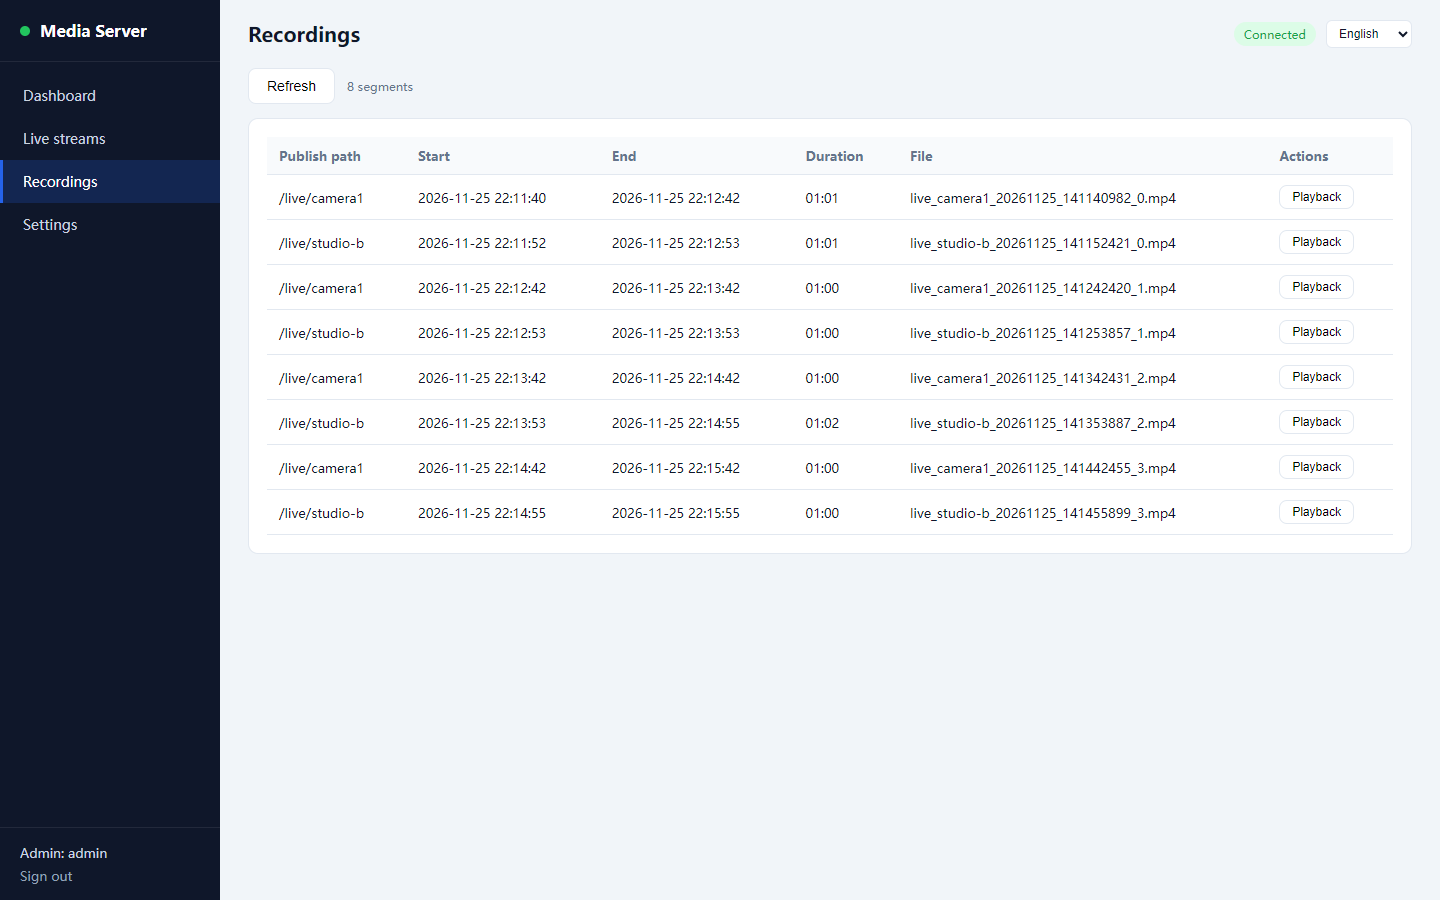 Media Server
Dashboard
Live streams
Recordings
Settings
Admin: admin
Sign out
Recordings
Connected
English
Refresh
8 segments
Publish path Start End Duration File Actions
/live/camera1 2026-11-25 22:11:40 2026-11-25 22:12:42 01:01 live_camera1_20261125_141140982_0.mp4 Playback
/live/studio-b 2026-11-25 22:11:52 2026-11-25 22:12:53 01:01 live_studio-b_20261125_141152421_0.mp4 Playback
/live/camera1 2026-11-25 22:12:42 2026-11-25 22:13:42 01:00 live_camera1_20261125_141242420_1.mp4 Playback
/live/studio-b 2026-11-25 22:12:53 2026-11-25 22:13:53 01:00 live_studio-b_20261125_141253857_1.mp4 Playback
/live/camera1 2026-11-25 22:13:42 2026-11-25 22:14:42 01:00 live_camera1_20261125_141342431_2.mp4 Playback
/live/studio-b 2026-11-25 22:13:53 2026-11-25 22:14:55 01:02 live_studio-b_20261125_141353887_2.mp4 Playback
/live/camera1 2026-11-25 22:14:42 2026-11-25 22:15:42 01:00 live_camera1_20261125_141442455_3.mp4 Playback
/live/studio-b 2026-11-25 22:14:55 2026-11-25 22:15:55 01:00 live_studio-b_20261125_141455899_3.mp4 Playback